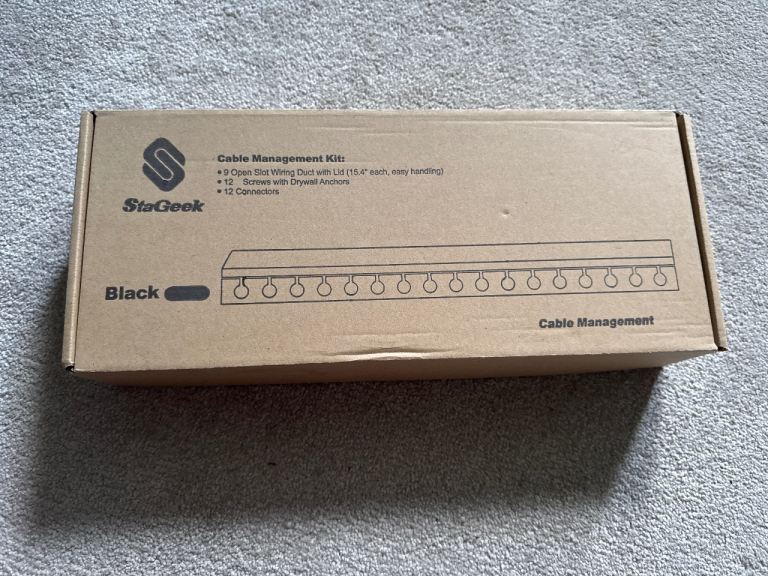 Cable Management Kit:
• 9 Open Slot Wiring Duct with Lid (15.4" each, easy handling)
• 12 Screws with Drywall Anchors
• 12 Connectors
StaGeek
Black
Cable Management